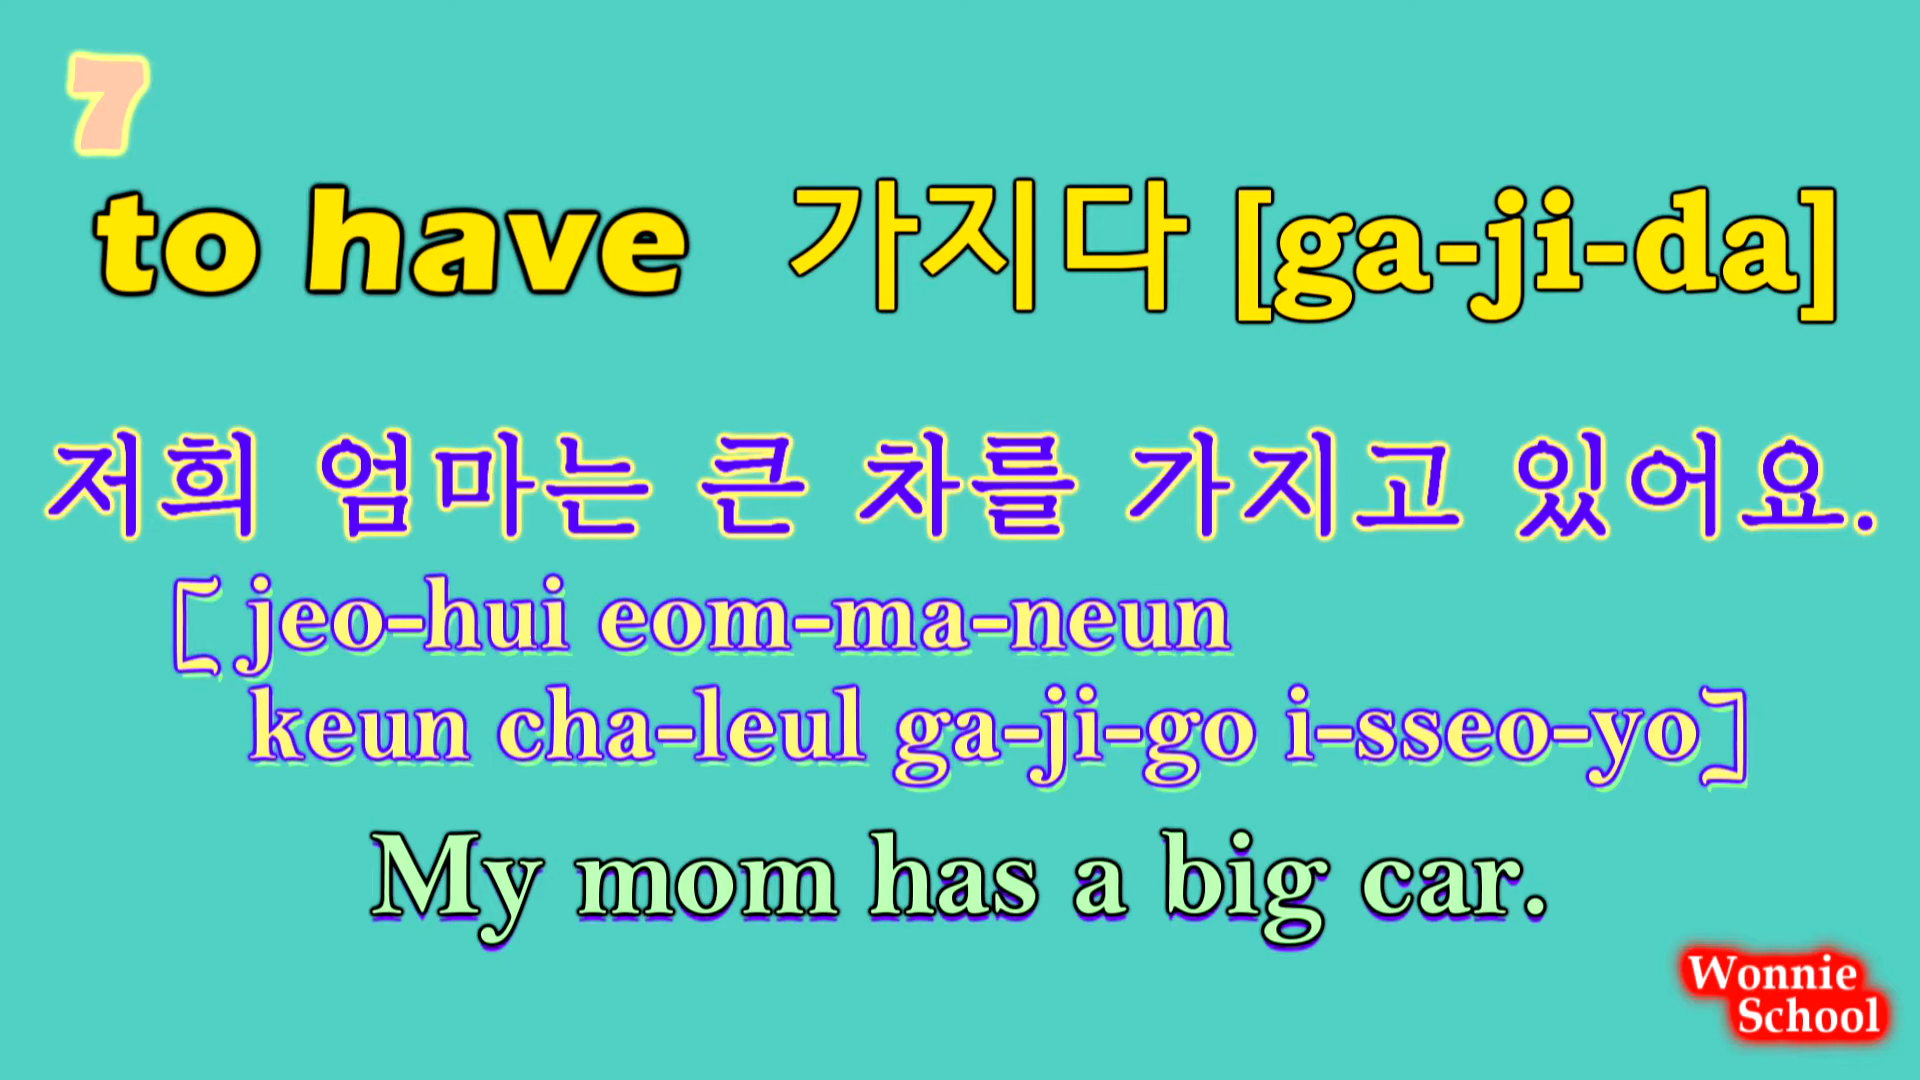 7
to have 가지다 [ga-ji-da]
저희 엄마는 큰 차를 가지고 있어요.
[ jeo-hui eom-ma-neun
keun cha-leul ga-ji-go i-sseo-yo]
My mom has a big car.
Wonnie
School